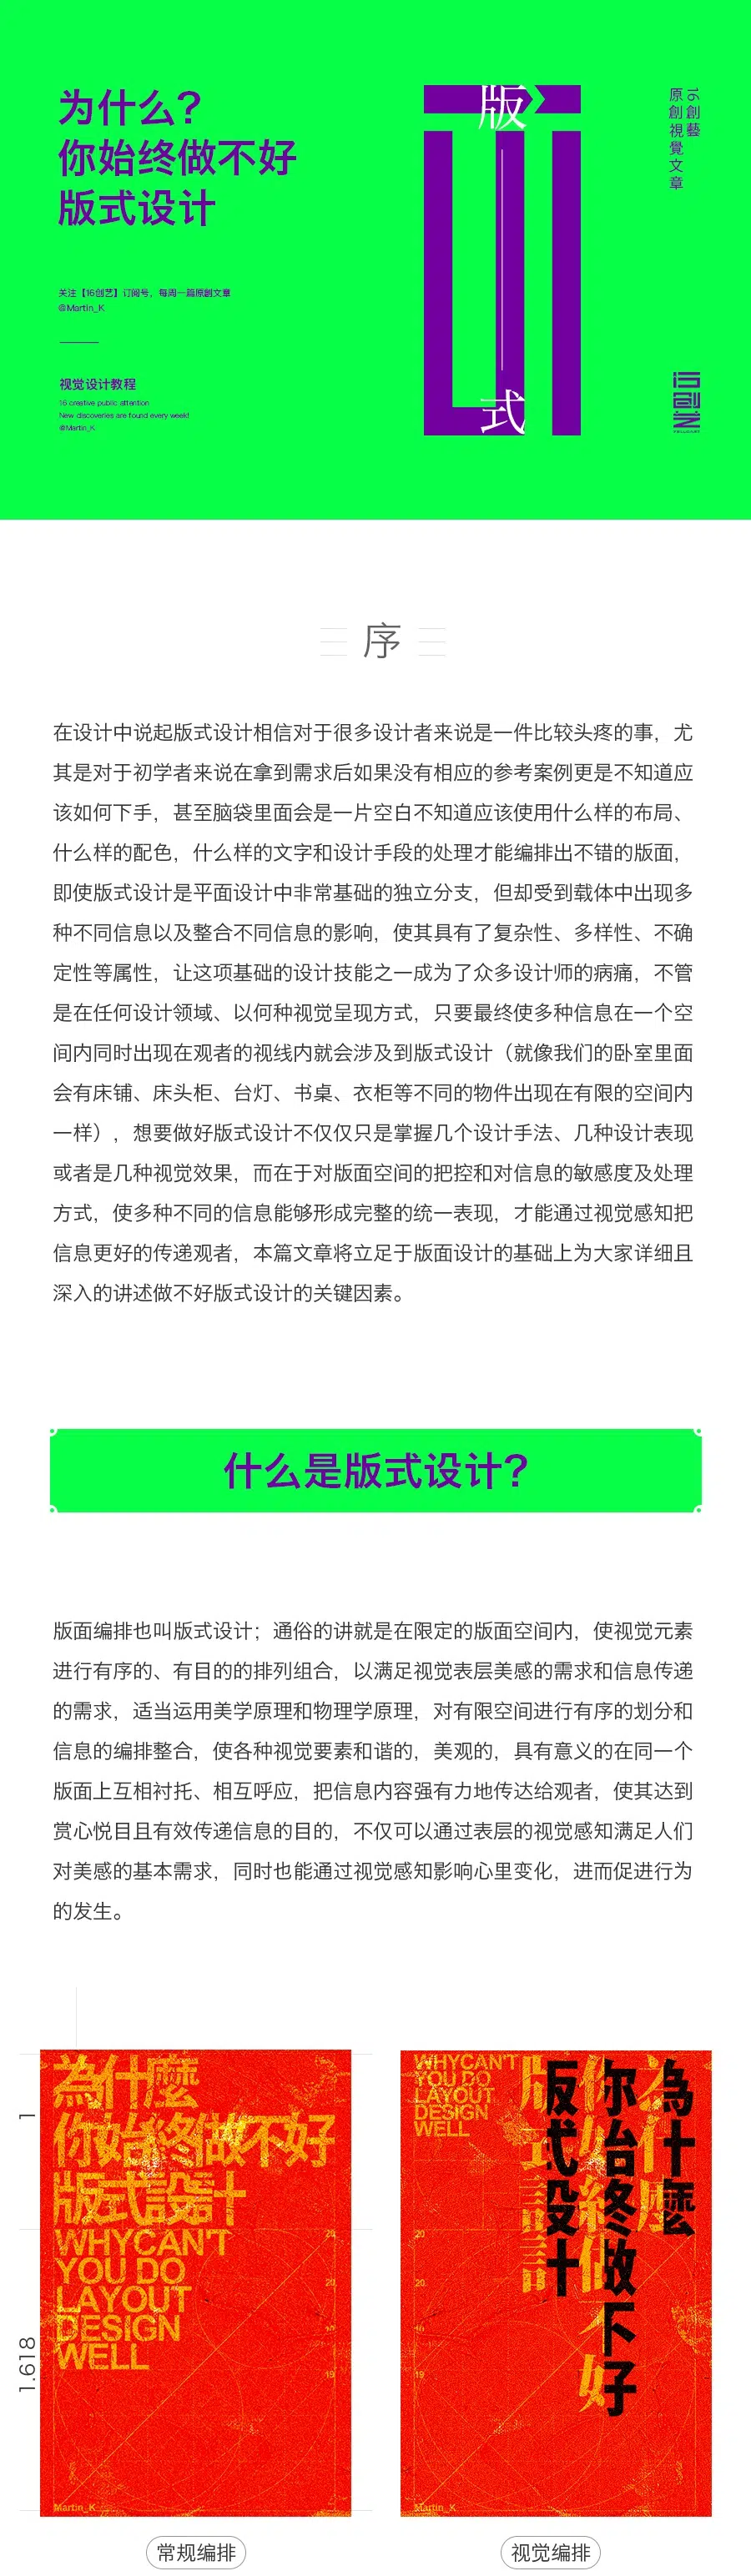 为什么?
你始终做不好
版式设计
关注【16创艺】订阅号，每周一篇原創文章
@Martin_K
视觉设计教程
16 creative public attention
New discoveries are found every week!
@Martin_K
版
式
16創藝
原創視覺文章
序
在设计中说起版式设计相信对于很多设计者来说是一件比较头疼的事，尤
其是对于初学者来说在拿到需求后如果没有相应的参考案例更是不知道应
该如何下手，甚至脑袋里面会是一片空白不知道应该使用什么样的布局、
什么样的配色，什么样的文字和设计手段的处理才能编排出不错的版面，
即使版式设计是平面设计中非常基础的独立分支，但却受到载体中出现多
种不同信息以及整合不同信息的影响，使其具有了复杂性、多样性、不确
定性等属性，让这项基础的设计技能之一成为了众多设计师的病痛，不管
是在任何设计领域、以何种视觉呈现方式，只要最终使多种信息在一个空
间内同时出现在观者的视线内就会涉及到版式设计（就像我们的卧室里面
会有床铺、床头柜、台灯、书桌、衣柜等不同的物件出现在有限的空间内
一样），想要做好版式设计不仅仅只是掌握几个设计手法、几种设计表现
或者是几种视觉效果，而在于对版面空间的把控和对信息的敏感度及处理
方式，使多种不同的信息能够形成完整的统一表现，才能通过视觉感知把
信息更好的传递观者，本篇文章将立足于版面设计的基础上为大家详细且
深入的讲述做不好版式设计的关键因素。
什么是版式设计?
版面编排也叫版式设计；通俗的讲就是在限定的版面空间内，使视觉元素
进行有序的、有目的的排列组合，以满足视觉表层美感的需求和信息传递
的需求，适当运用美学原理和物理学原理，对有限空间进行有序的划分和
信息的编排整合，使各种视觉要素和谐的，美观的，具有意义的在同一个
版面上互相衬托、相互呼应，把信息内容强有力地传达给观者，使其达到
赏心悦目且有效传递信息的目的，不仅可以通过表层的视觉感知满足人们
对美感的基本需求，同时也能通过视觉感知影响心里变化，进而促进行为
的发生。
1
1.618
為什麼
你始終做不好
版式設計
WHYCAN'T
YOU DO
LAYOUT
DESIGN
WELL
20
20
19
Martin_K
常规编排
WHYCAN'T
YOU DO
LAYOUT
DESIGN
WELL
為什麼
你始終做不好
版式設計
20
20
19
Martin_K
视觉编排